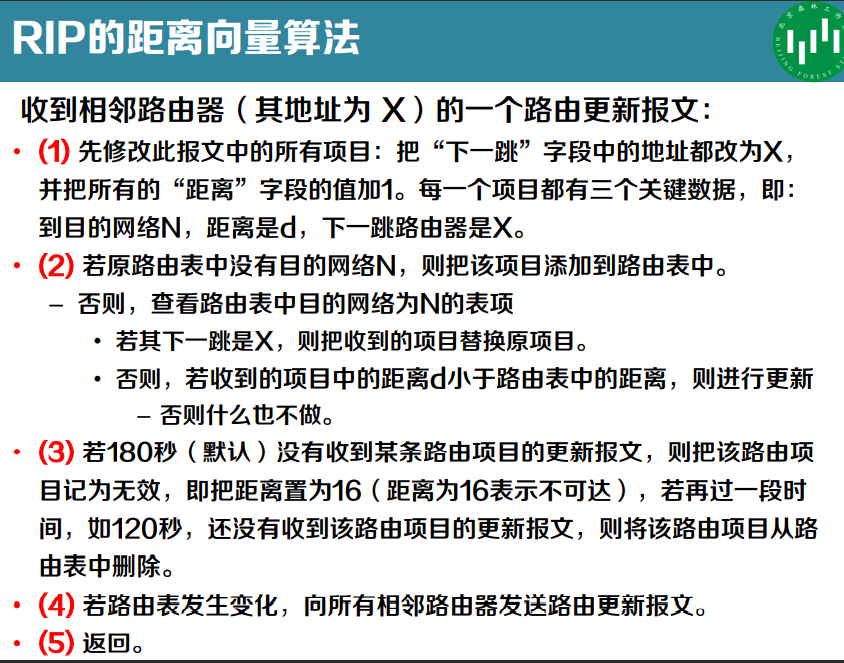 RIP的距离向量算法
收到相邻路由器（其地址为 X）的一个路由更新报文：
• (1) 先修改此报文中的所有项目：把“下一跳”字段中的地址都改为X，
并把所有的“距离”字段的值加1。每一个项目都有三个关键数据，即：
到目的网络N，距离是d，下一跳路由器是X。
• (2) 若原路由表中没有目的网络N，则把该项目添加到路由表中。
– 否则，查看路由表中目的网络为N的表项
• 若其下一跳是X，则把收到的项目替换原项目。
• 否则，若收到的项目中的距离d小于路由表中的距离，则进行更新
– 否则什么也不做。
• (3) 若180秒（默认）没有收到某条路由项目的更新报文，则把该路由项
目记为无效，即把距离置为16（距离为16表示不可达），若再过一段时
间，如120秒，还没有收到该路由项目的更新报文，则将该路由项目从路
由表中删除。
• (4) 若路由表发生变化，向所有相邻路由器发送路由更新报文。
• (5) 返回。
BEIJING FOREST